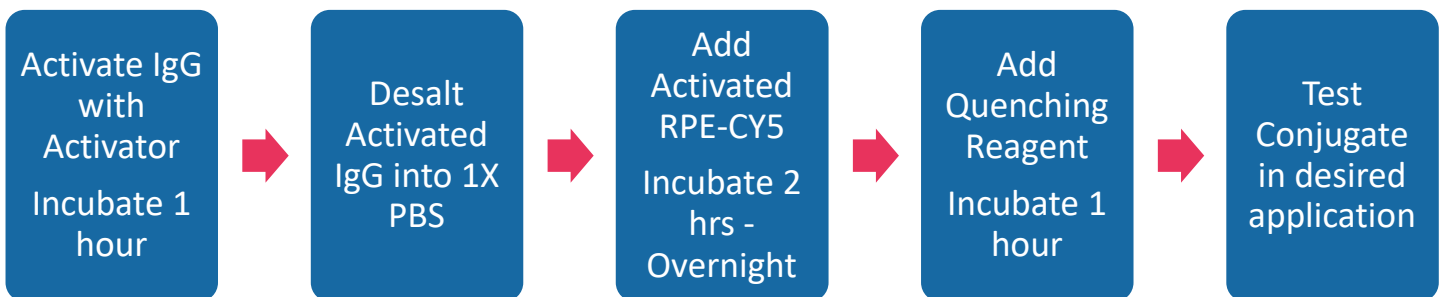 Activate IgG
with
Activator
Incubate 1
hour
Desalt
Activated
IgG into 1X
PBS
Add
Activated
RPE-CY5
Incubate 2
hrs -
Overnight
Add
Quenching
Reagent
Incubate 1
hour
Test
Conjugate
in desired
application